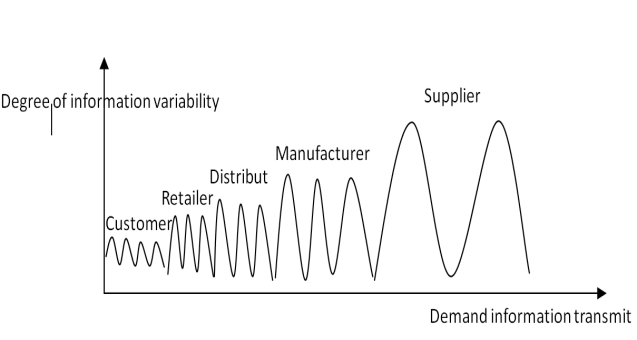 Supplier
Degree of information variability
Manufacturer
Distribut
Retailer
Customer
Demand information transmit